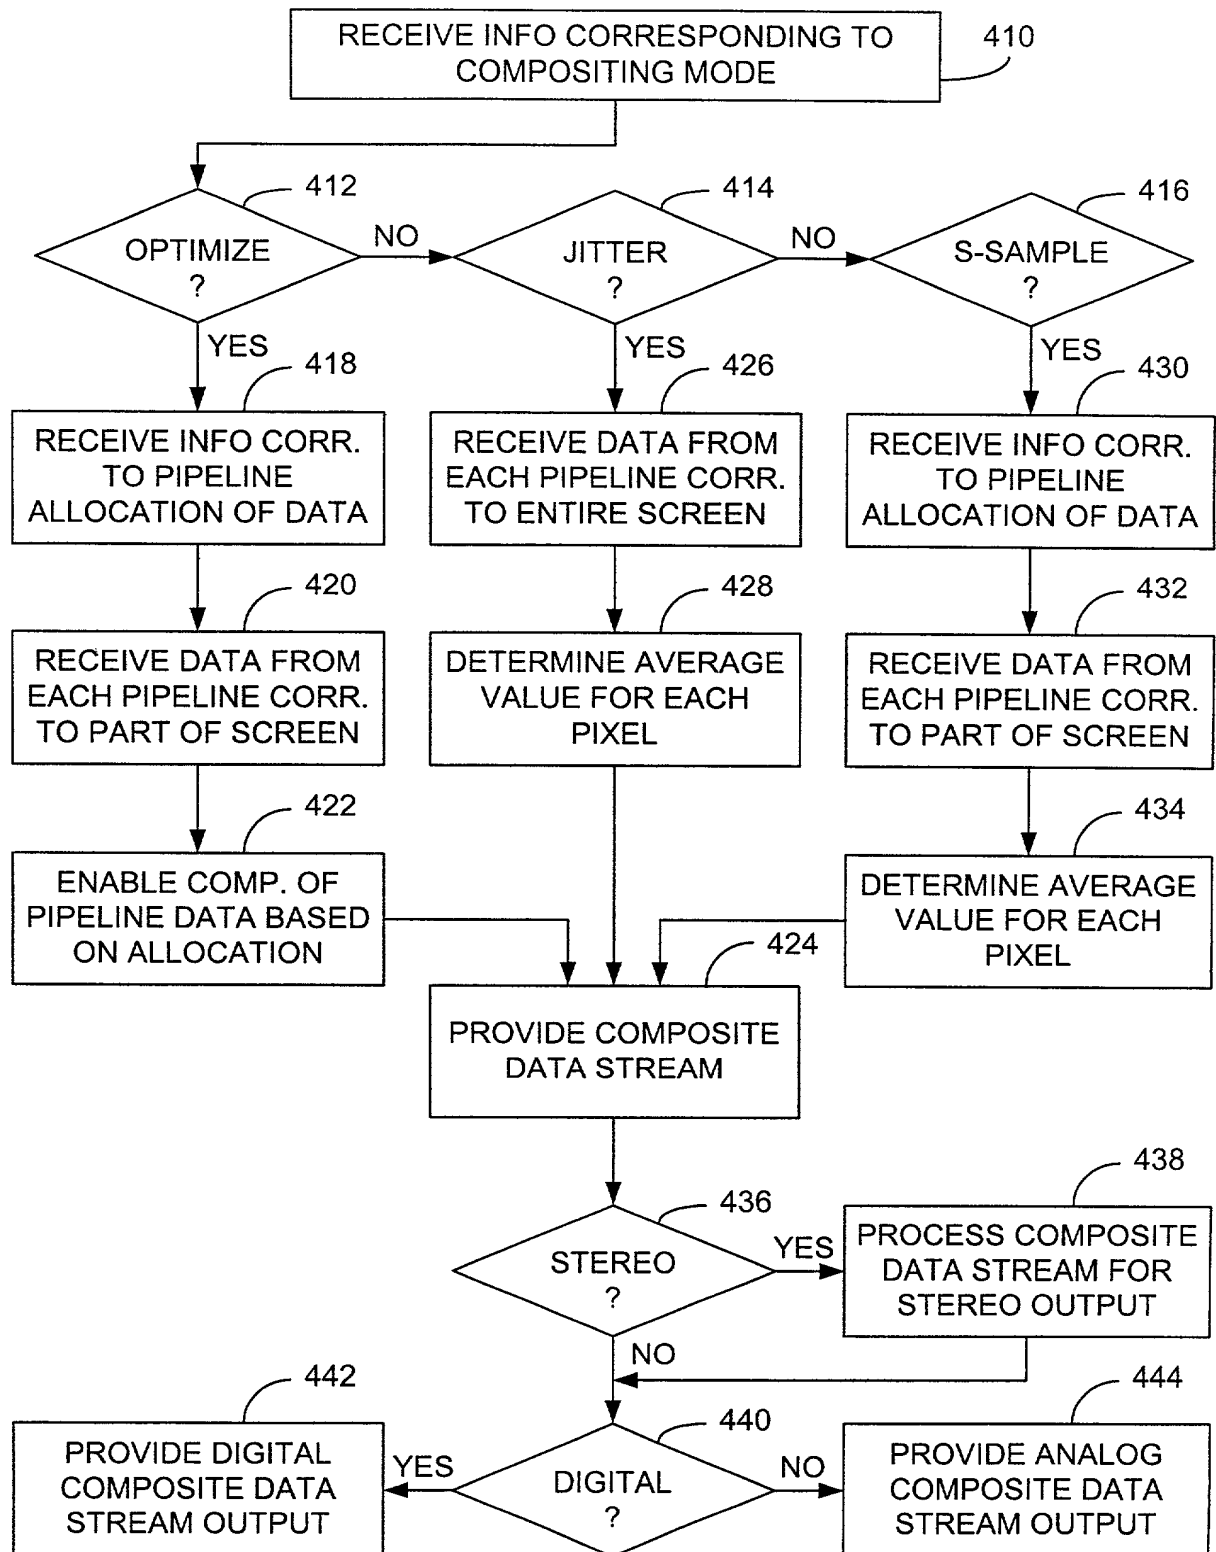 RECEIVE INFO CORRESPONDING TO
COMPOSITING MODE
410
412
OPTIMIZE
?
NO
YES
414
JITTER
?
NO
YES
416
S-SAMPLE
?
YES
418
RECEIVE INFO CORR.
TO PIPELINE
ALLOCATION OF DATA
426
RECEIVE DATA FROM
EACH PIPELINE CORR.
TO ENTIRE SCREEN
430
RECEIVE INFO CORR.
TO PIPELINE
ALLOCATION OF DATA
420
RECEIVE DATA FROM
EACH PIPELINE CORR.
TO PART OF SCREEN
428
DETERMINE AVERAGE
VALUE FOR EACH
PIXEL
432
RECEIVE DATA FROM
EACH PIPELINE CORR.
TO PART OF SCREEN
422
ENABLE COMP. OF
PIPELINE DATA BASED
ON ALLOCATION
434
DETERMINE AVERAGE
VALUE FOR EACH
PIXEL
424
PROVIDE COMPOSITE
DATA STREAM
436
STEREO
?
YES
NO
438
PROCESS COMPOSITE
DATA STREAM FOR
STEREO OUTPUT
440
DIGITAL
?
YES
NO
442
PROVIDE DIGITAL
COMPOSITE DATA
STREAM OUTPUT
444
PROVIDE ANALOG
COMPOSITE DATA
STREAM OUTPUT